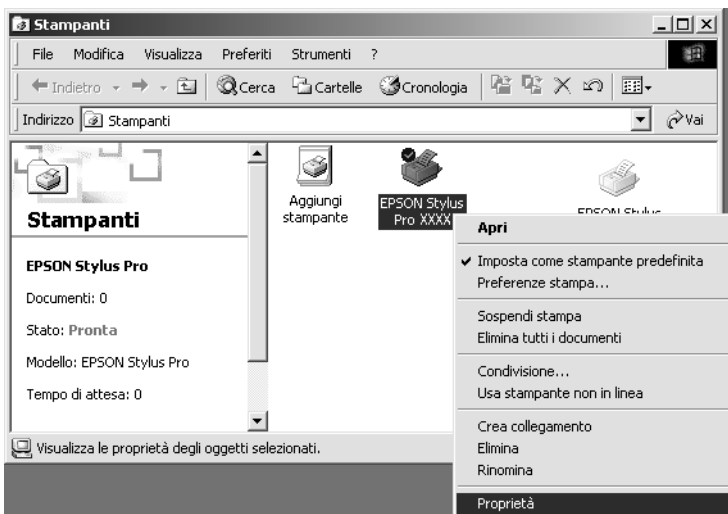 Stampanti
File Modifica Visualizza Preferiti Strumenti ?
Indietro Cerca Cartelle Cronologia
Indirizzo Stampanti Vai
Stampanti
EPSON Stylus Pro
Documenti: 0
Stato: Pronta
Modello: EPSON Stylus Pro
Tempo di attesa: 0
Aggiungi
stampante
EPSON Stylus
Pro XXXX
EPSON Stylus
Apri
Imposta come stampante predefinita
Preferenze stampa...
Sospendi stampa
Elimina tutti i documenti
Condivisione...
Usa stampante non in linea
Crea collegamento
Elimina
Rinomina
Proprietà
Visualizza le proprietà degli oggetti selezionati.